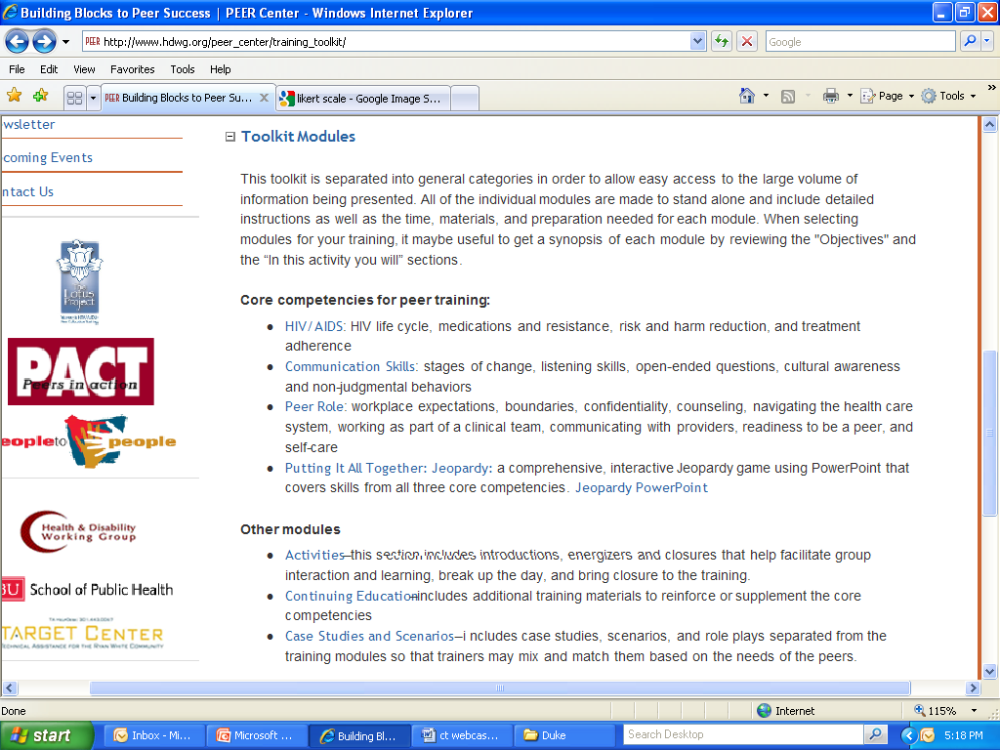 Building Blocks to Peer Success | PEER Center - Windows Internet Explorer
PEER http://www.hdwg.org/peer_center/training_toolkit/
Google
File Edit View Favorites Tools Help
PEER Building Blocks to Peer Su...
likert scale - Google Image S...
Page Tools
wsletter
coming Events
ntact Us
The Lotus Project
PACT
Peers in action
eople to people
Health & Disability
Working Group
BU School of Public Health
TARGET CENTER
TECHNICAL ASSISTANCE FOR THE RYAN WHITE COMMUNITY
Toolkit Modules
This toolkit is separated into general categories in order to allow easy access to the large volume of
information being presented. All of the individual modules are made to stand alone and include detailed
instructions as well as the time, materials, and preparation needed for each module. When selecting
modules for your training, it maybe useful to get a synopsis of each module by reviewing the "Objectives" and
the “In this activity you will” sections.
Core competencies for peer training:
• HIV/AIDS: HIV life cycle, medications and resistance, risk and harm reduction, and treatment
adherence
• Communication Skills: stages of change, listening skills, open-ended questions, cultural awareness
and non-judgmental behaviors
• Peer Role: workplace expectations, boundaries, confidentiality, counseling, navigating the health care
system, working as part of a clinical team, communicating with providers, readiness to be a peer, and
self-care
• Putting It All Together: Jeopardy: a comprehensive, interactive Jeopardy game using PowerPoint that
covers skills from all three core competencies. Jeopardy PowerPoint
Other modules
• Activities—this section includes introductions, energizers and closures that help facilitate group
interaction and learning, break up the day, and bring closure to the training.
• Continuing Education—includes additional training materials to reinforce or supplement the core
competencies
• Case Studies and Scenarios—i ncludes case studies, scenarios, and role plays separated from the
training modules so that trainers may mix and match them based on the needs of the peers.
Done
Internet
115%
start
Inbox - Mi...
Microsoft ...
Building Bl...
ct webcas...
Duke
Search Desktop
5:18 PM